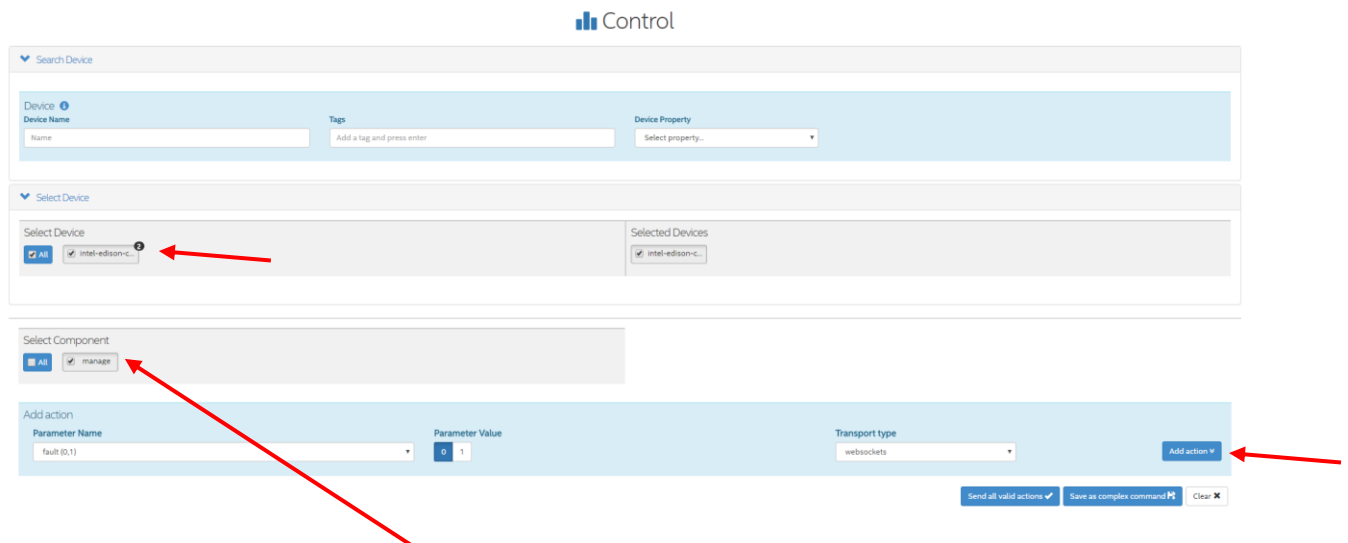 Control
Search Device
Device
Device Name Tags Device Property
Name Add a tag and press enter Select property...
Select Device
Select Device Selected Devices
All intel-edison-c... 2 intel-edison-c...
Select Component
All manage
Add action
Parameter Name Parameter Value Transport type
fault (0,1) 0 1 websockets Add action
Send all valid actions Save as complex command Clear